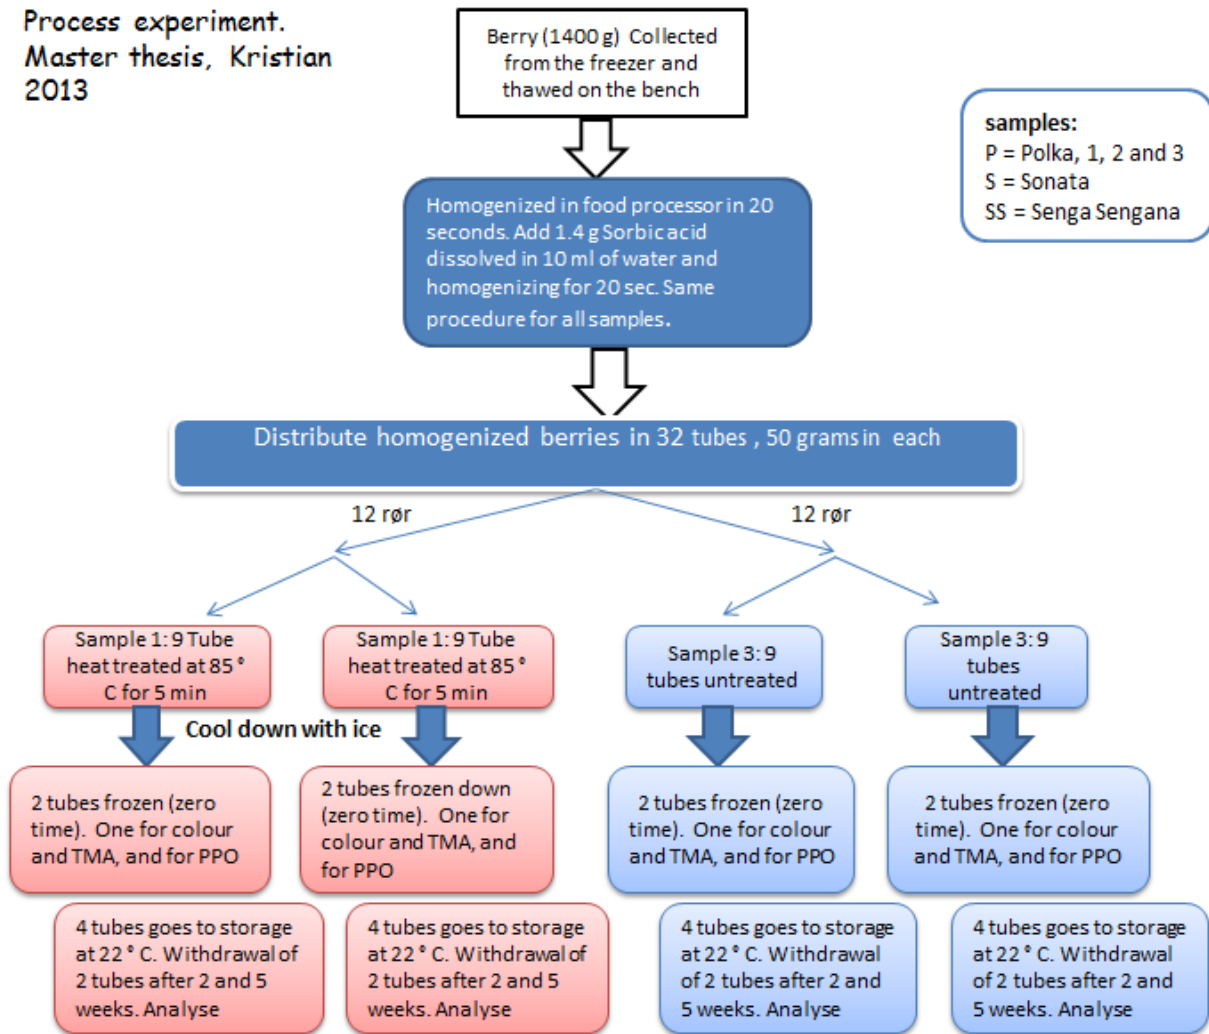 Process experiment.
Master thesis, Kristian
2013
Berry (1400 g) Collected
from the freezer and
thawed on the bench
samples:
P = Polka, 1, 2 and 3
S = Sonata
SS = Senga Sengana
Homogenized in food processor in 20
seconds. Add 1.4 g Sorbic acid
dissolved in 10 ml of water and
homogenizing for 20 sec. Same
procedure for all samples.
Distribute homogenized berries in 32 tubes , 50 grams in each
12 rør
12 rør
Sample 1: 9 Tube
heat treated at 85 °
C for 5 min
Sample 1: 9 Tube
heat treated at 85 °
C for 5 min
Sample 3: 9
tubes untreated
Sample 3: 9
tubes
untreated
Cool down with ice
2 tubes frozen (zero
time). One for colour
and TMA, and for PPO
2 tubes frozen down
(zero time). One for
colour and TMA, and
for PPO
2 tubes frozen (zero
time). One for colour
and TMA, and for PPO
2 tubes frozen (zero
time). One for colour
and TMA, and for PPO
4 tubes goes to storage
at 22 ° C. Withdrawal of
2 tubes after 2 and 5
weeks. Analyse
4 tubes goes to storage
at 22 ° C. Withdrawal of
2 tubes after 2 and 5
weeks. Analyse
4 tubes goes to storage
at 22 ° C. Withdrawal
of 2 tubes after 2 and
5 weeks. Analyse
4 tubes goes to storage
at 22 ° C. Withdrawal
of 2 tubes after 2 and
5 weeks. Analyse